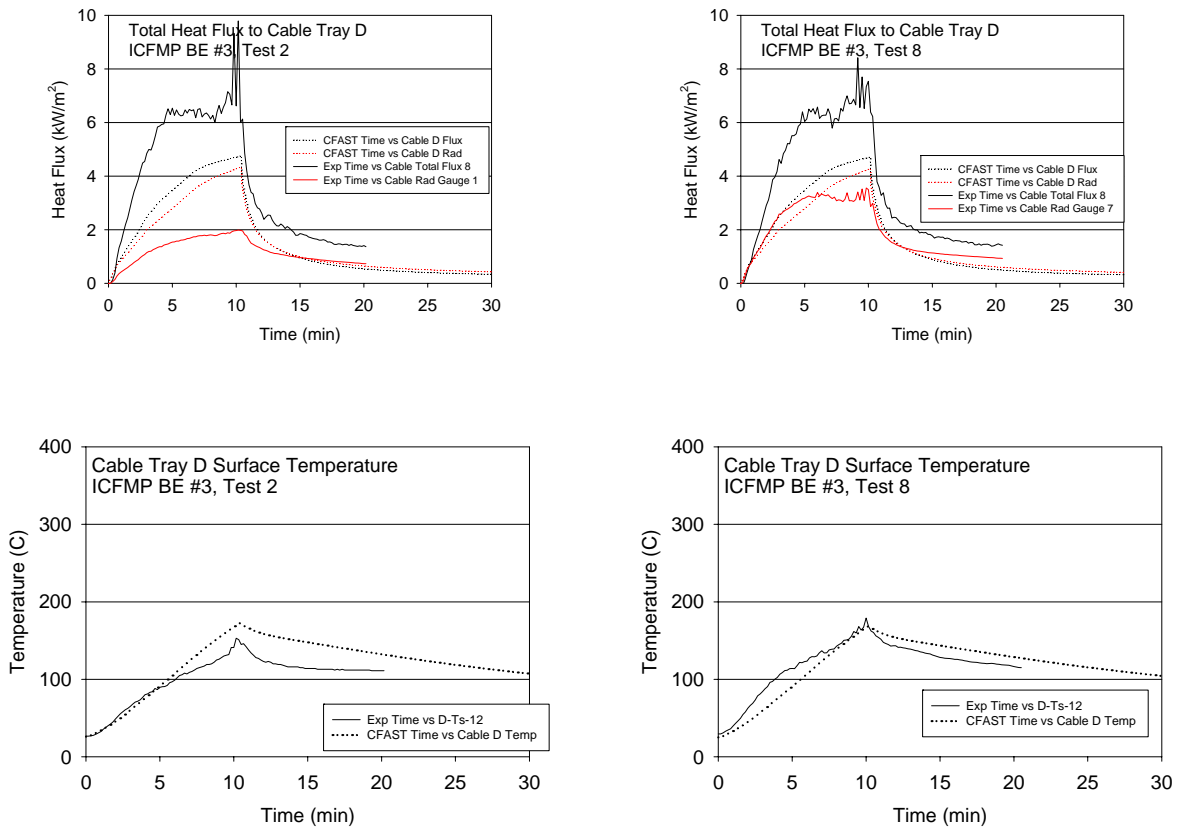 Total Heat Flux to Cable Tray D
ICFMP BE #3, Test 2
Heat Flux (kW/m²)
10
8
6
4
2
0
CFAST Time vs Cable D Flux
CFAST Time vs Cable D Rad
Exp Time vs Cable Total Flux 8
Exp Time vs Cable Rad Gauge 1
0 5 10 15 20 25 30
Time (min)
Total Heat Flux to Cable Tray D
ICFMP BE #3, Test 8
Heat Flux (kW/m²)
10
8
6
4
2
0
CFAST Time vs Cable D Flux
CFAST Time vs Cable D Rad
Exp Time vs Cable Total Flux 8
Exp Time vs Cable Rad Gauge 7
0 5 10 15 20 25 30
Time (min)
Cable Tray D Surface Temperature
ICFMP BE #3, Test 2
Temperature (C)
400
300
200
100
0
Exp Time vs D-Ts-12
CFAST Time vs Cable D Temp
0 5 10 15 20 25 30
Time (min)
Cable Tray D Surface Temperature
ICFMP BE #3, Test 8
Temperature (C)
400
300
200
100
0
Exp Time vs D-Ts-12
CFAST Time vs Cable D Temp
0 5 10 15 20 25 30
Time (min)